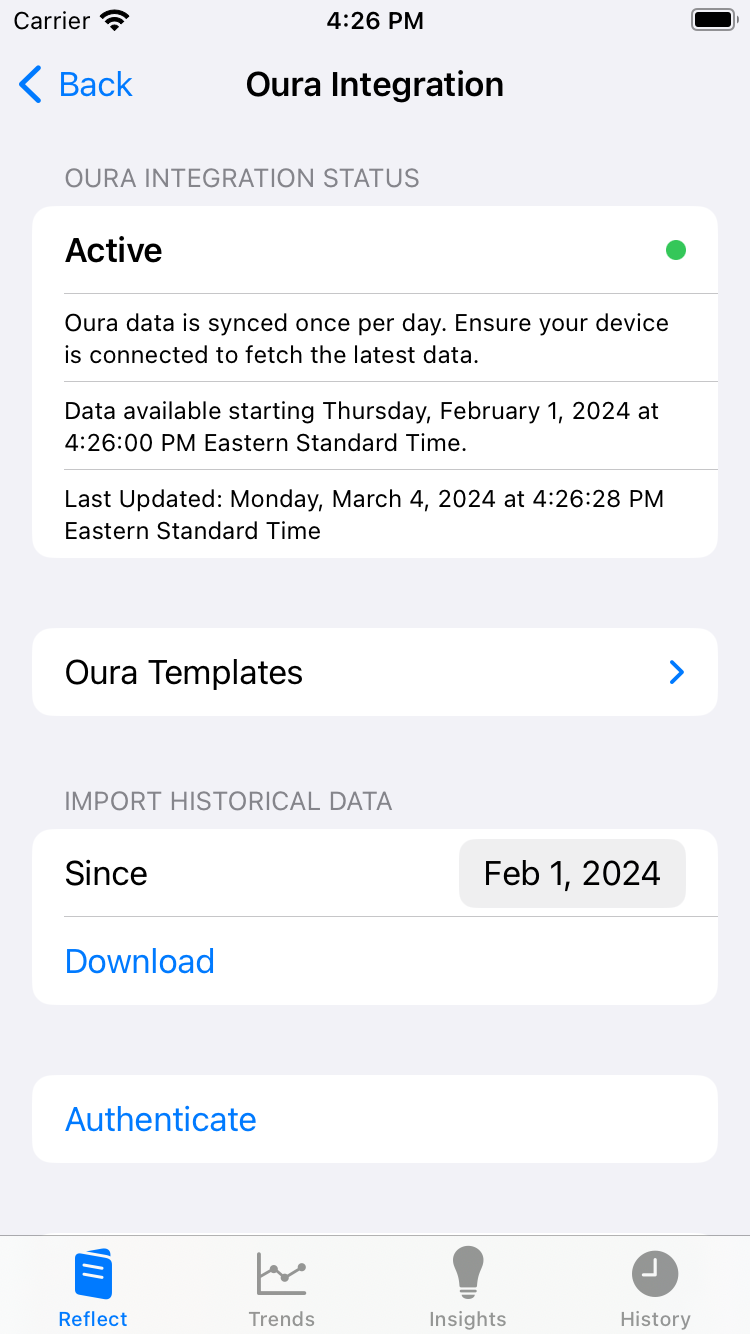 Carrier 4:26 PM
Back Oura Integration
OURA INTEGRATION STATUS
Active
Oura data is synced once per day. Ensure your device
is connected to fetch the latest data.
Data available starting Thursday, February 1, 2024 at
4:26:00 PM Eastern Standard Time.
Last Updated: Monday, March 4, 2024 at 4:26:28 PM
Eastern Standard Time
Oura Templates
IMPORT HISTORICAL DATA
Since Feb 1, 2024
Download
Authenticate
Reflect Trends Insights History